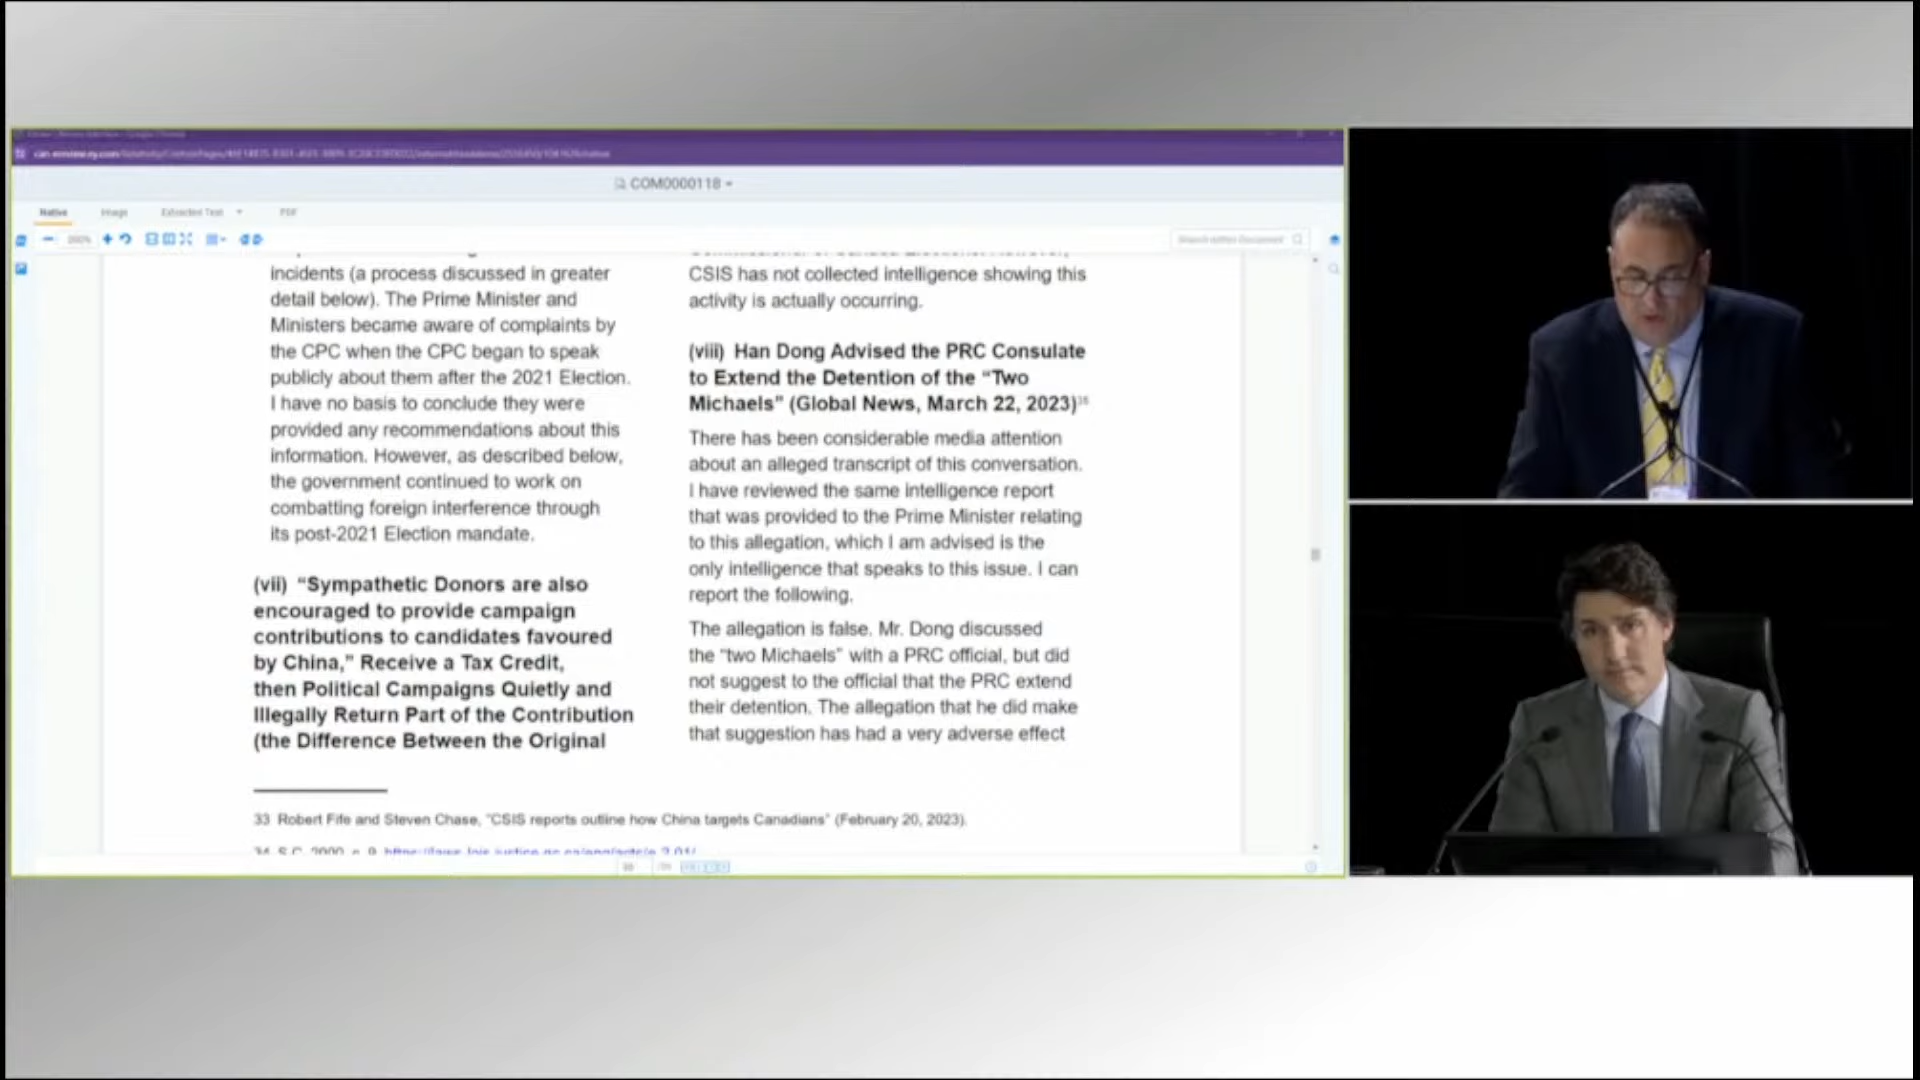 COM0000118
Native Image Extracted Text PDF
200%
Search within Document
incidents (a process discussed in greater
detail below). The Prime Minister and
Ministers became aware of complaints by
the CPC when the CPC began to speak
publicly about them after the 2021 Election.
I have no basis to conclude they were
provided any recommendations about this
information. However, as described below,
the government continued to work on
combatting foreign interference through
its post-2021 Election mandate.
(vii) “Sympathetic Donors are also
encouraged to provide campaign
contributions to candidates favoured
by China,” Receive a Tax Credit,
then Political Campaigns Quietly and
Illegally Return Part of the Contribution
(the Difference Between the Original
CSIS has not collected intelligence showing this
activity is actually occurring.
(viii) Han Dong Advised the PRC Consulate
to Extend the Detention of the “Two
Michaels” (Global News, March 22, 2023)
There has been considerable media attention
about an alleged transcript of this conversation.
I have reviewed the same intelligence report
that was provided to the Prime Minister relating
to this allegation, which I am advised is the
only intelligence that speaks to this issue. I can
report the following.
The allegation is false. Mr. Dong discussed
the “two Michaels” with a PRC official, but did
not suggest to the official that the PRC extend
their detention. The allegation that he did make
that suggestion has had a very adverse effect
33 Robert Fife and Steven Chase, “CSIS reports outline how China targets Canadians” (February 20, 2023).
34 S.C. 2000, c. 9,